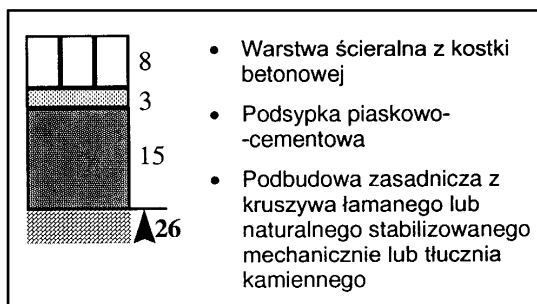 8
3
15
26
• Warstwa ścieralna z kostki
betonowej
• Podsypka piaskowo-
-cementowa
• Podbudowa zasadnicza z
kruszywa łamanego lub
naturalnego stabilizowanego
mechanicznie lub tłucznia
kamiennego